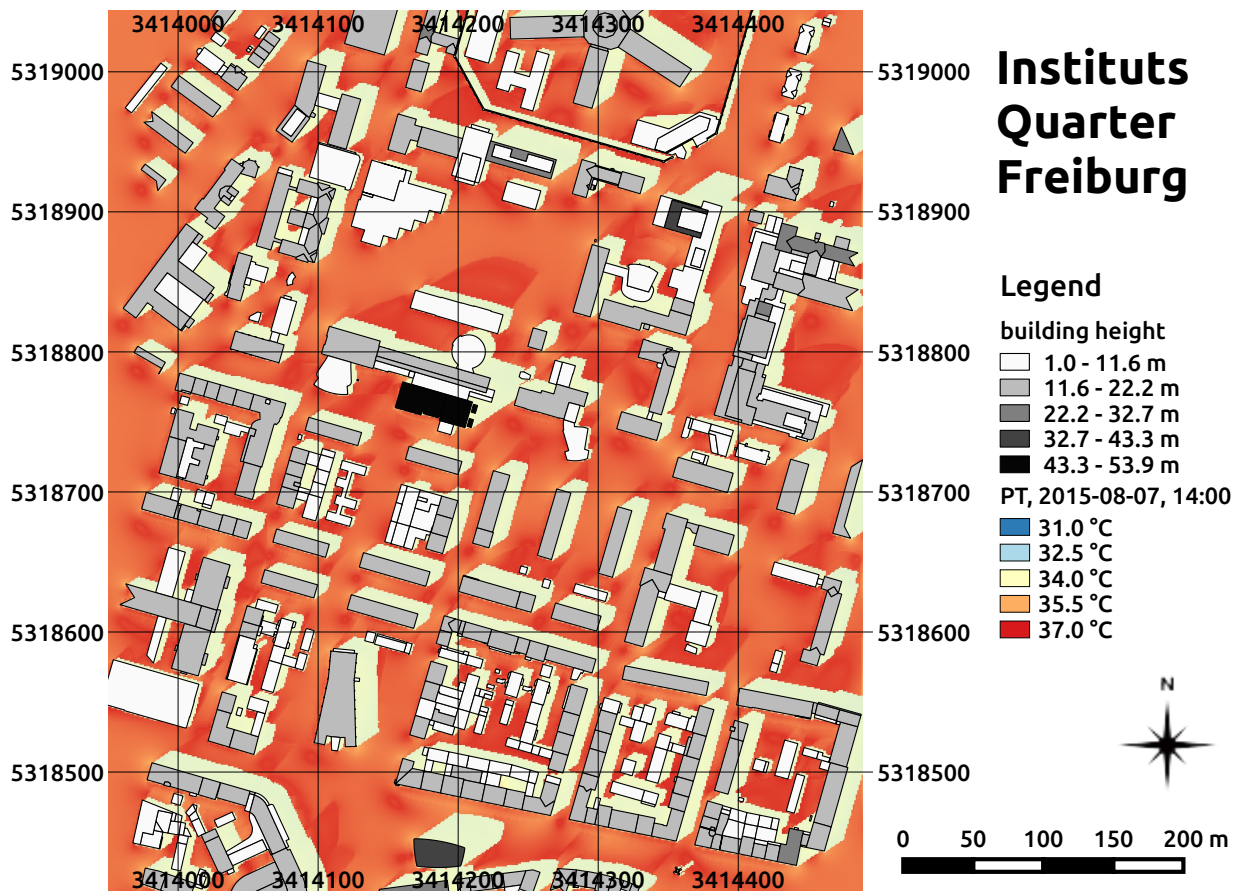 3414000 3414100 3414200 3414300 3414400
5319000 5319000
Instituts
Quarter
Freiburg
5318900 5318900
Legend
building height
1.0 - 11.6 m
11.6 - 22.2 m
22.2 - 32.7 m
32.7 - 43.3 m
43.3 - 53.9 m
PT, 2015-08-07, 14:00
31.0 °C
32.5 °C
34.0 °C
35.5 °C
37.0 °C
5318800 5318800
5318700 5318700
5318600 5318600
N
5318500 5318500
0 50 100 150 200 m
3414000 3414100 3414200 3414300 3414400